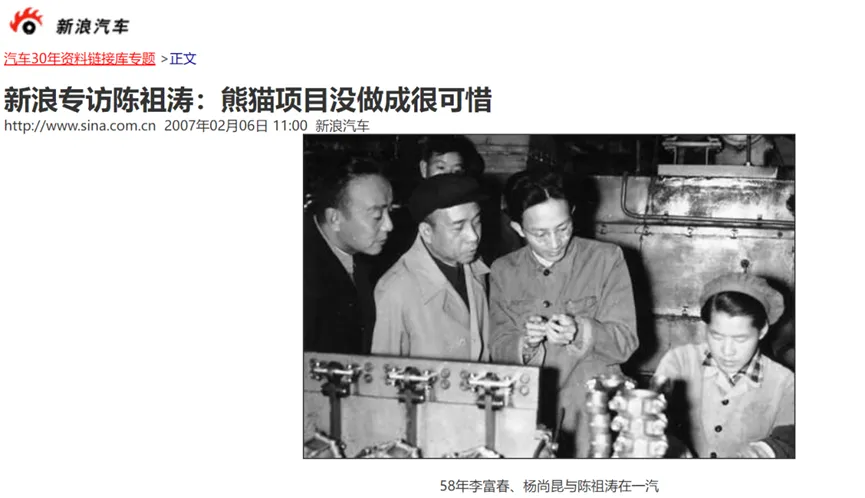 新浪汽车
汽车30年资料链接库专题 >正文
新浪专访陈祖涛：熊猫项目没做成很可惜
http://www.sina.com.cn 2007年02月06日 11:00 新浪汽车
58年李富春、杨尚昆与陈祖涛在一汽